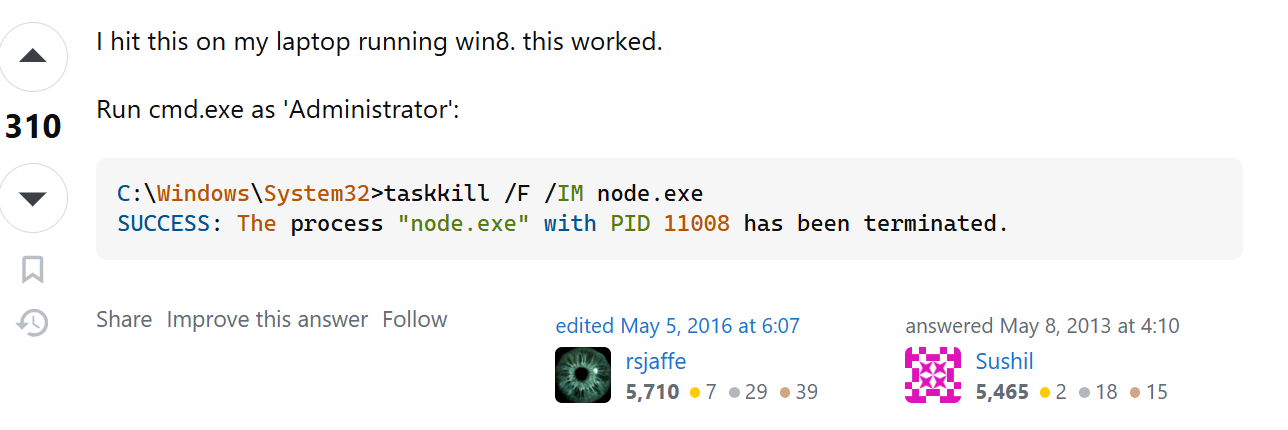 I hit this on my laptop running win8. this worked.
310
Run cmd.exe as 'Administrator':
C:\Windows\System32>taskkill /F /IM node.exe
SUCCESS: The process "node.exe" with PID 11008 has been terminated.
Share Improve this answer Follow
edited May 5, 2016 at 6:07
rsjaffe
5,710 7 29 39
answered May 8, 2013 at 4:10
Sushil
5,465 2 18 15